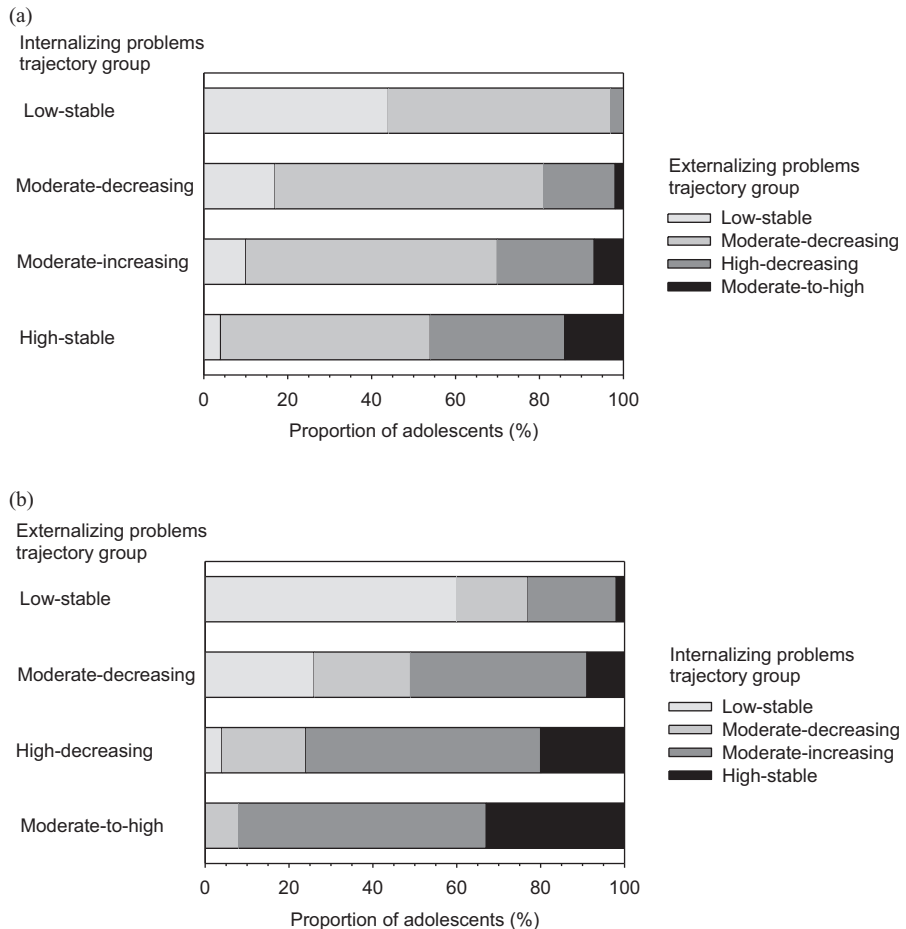 (a)
Internalizing problems
trajectory group
Low-stable
Moderate-decreasing
Moderate-increasing
High-stable
0 20 40 60 80 100
Proportion of adolescents (%)
Externalizing problems
trajectory group
Low-stable
Moderate-decreasing
High-decreasing
Moderate-to-high
(b)
Externalizing problems
trajectory group
Low-stable
Moderate-decreasing
High-decreasing
Moderate-to-high
0 20 40 60 80 100
Proportion of adolescents (%)
Internalizing problems
trajectory group
Low-stable
Moderate-decreasing
Moderate-increasing
High-stable